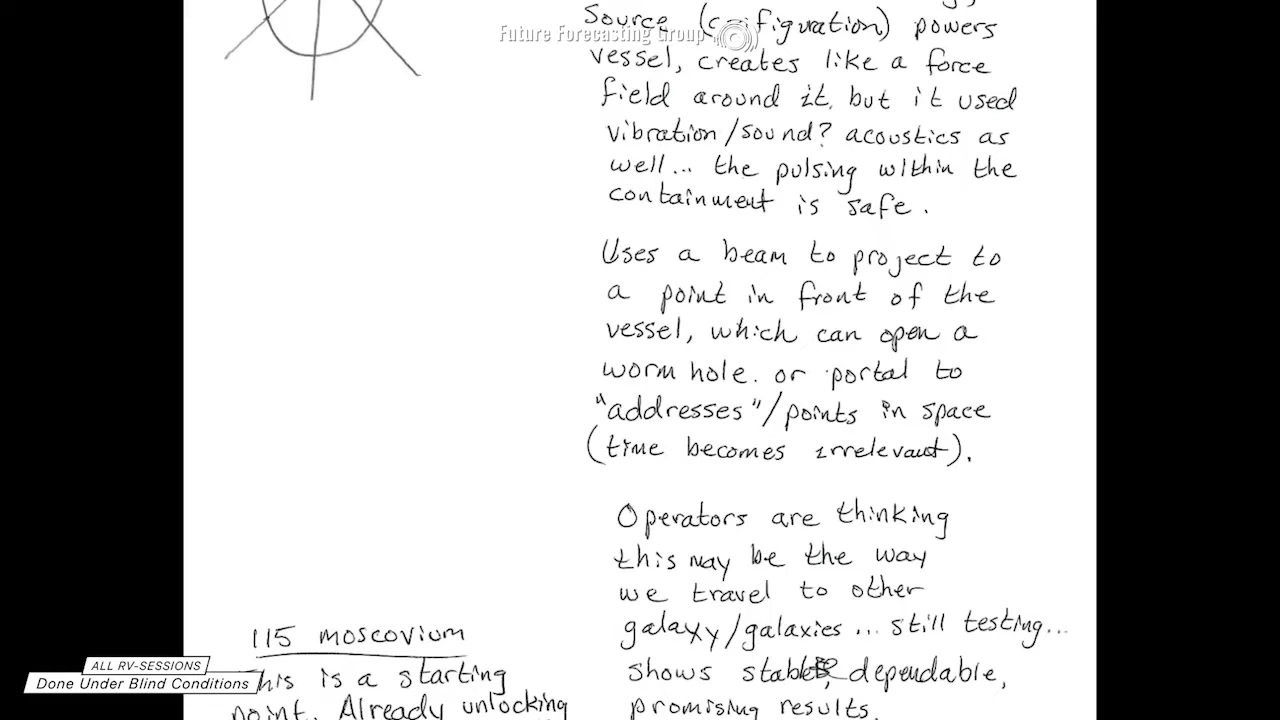 Source (configuration) powers
Future Forecasting Group
vessel, creates like a force
field around it, but it used
vibration/sound? acoustics as
well... the pulsing within the
containment is safe.
Uses a beam to project to
a point in front of the
vessel, which can open a
worm hole. or portal to
"addresses"/points in space
(time becomes irrelevant).
Operators are thinking
this may be the way
we travel to other
galaxy/galaxies... still testing...
shows stable, dependable,
promising results.
115 moscovium
This is a starting
point. Already unlocking
ALL RV-SESSIONS
Done Under Blind Conditions